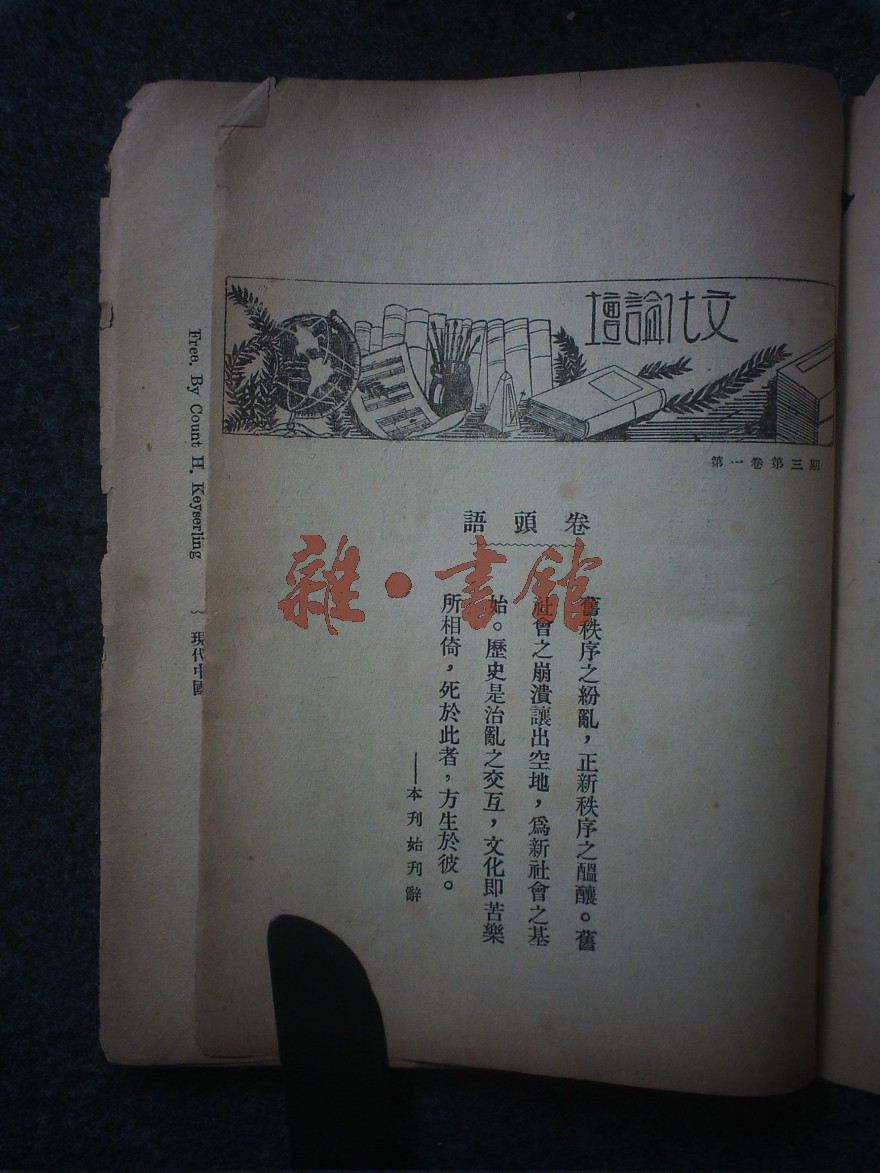 文化論壇
第一卷第三期
卷頭語
舊秩序之紛亂，正新秩序之醞釀。舊
社會之崩潰讓出空地，爲新社會之基
始。歷史是治亂之交互，文化即苦樂
所相倚，死於此者，方生於彼。
——本刋始刋辭
Free. By Count H. Keyserling
現代中國
雜·書館